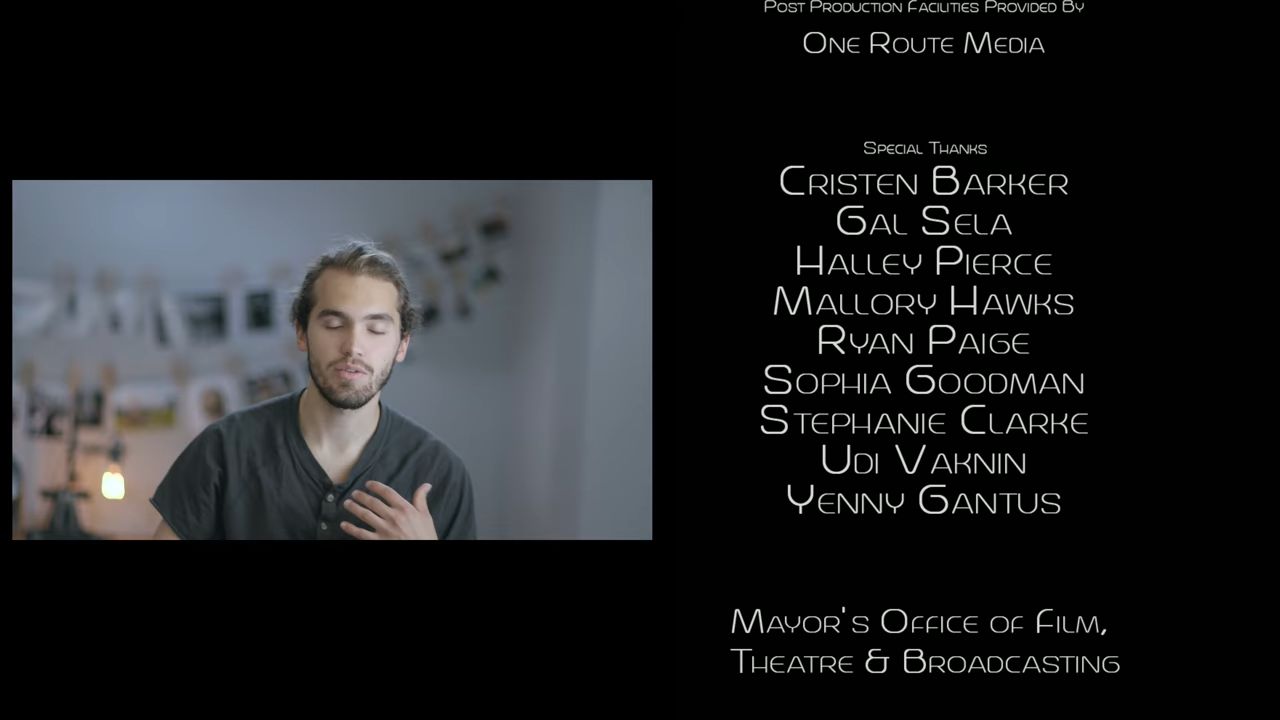 Post Production Facilities Provided By
One Route Media
Special Thanks
Cristen Barker
Gal Sela
Halley Pierce
Mallory Hawks
Ryan Paige
Sophia Goodman
Stephanie Clarke
Udi Vaknin
Yenny Gantus
Mayor's Office of Film,
Theatre & Broadcasting